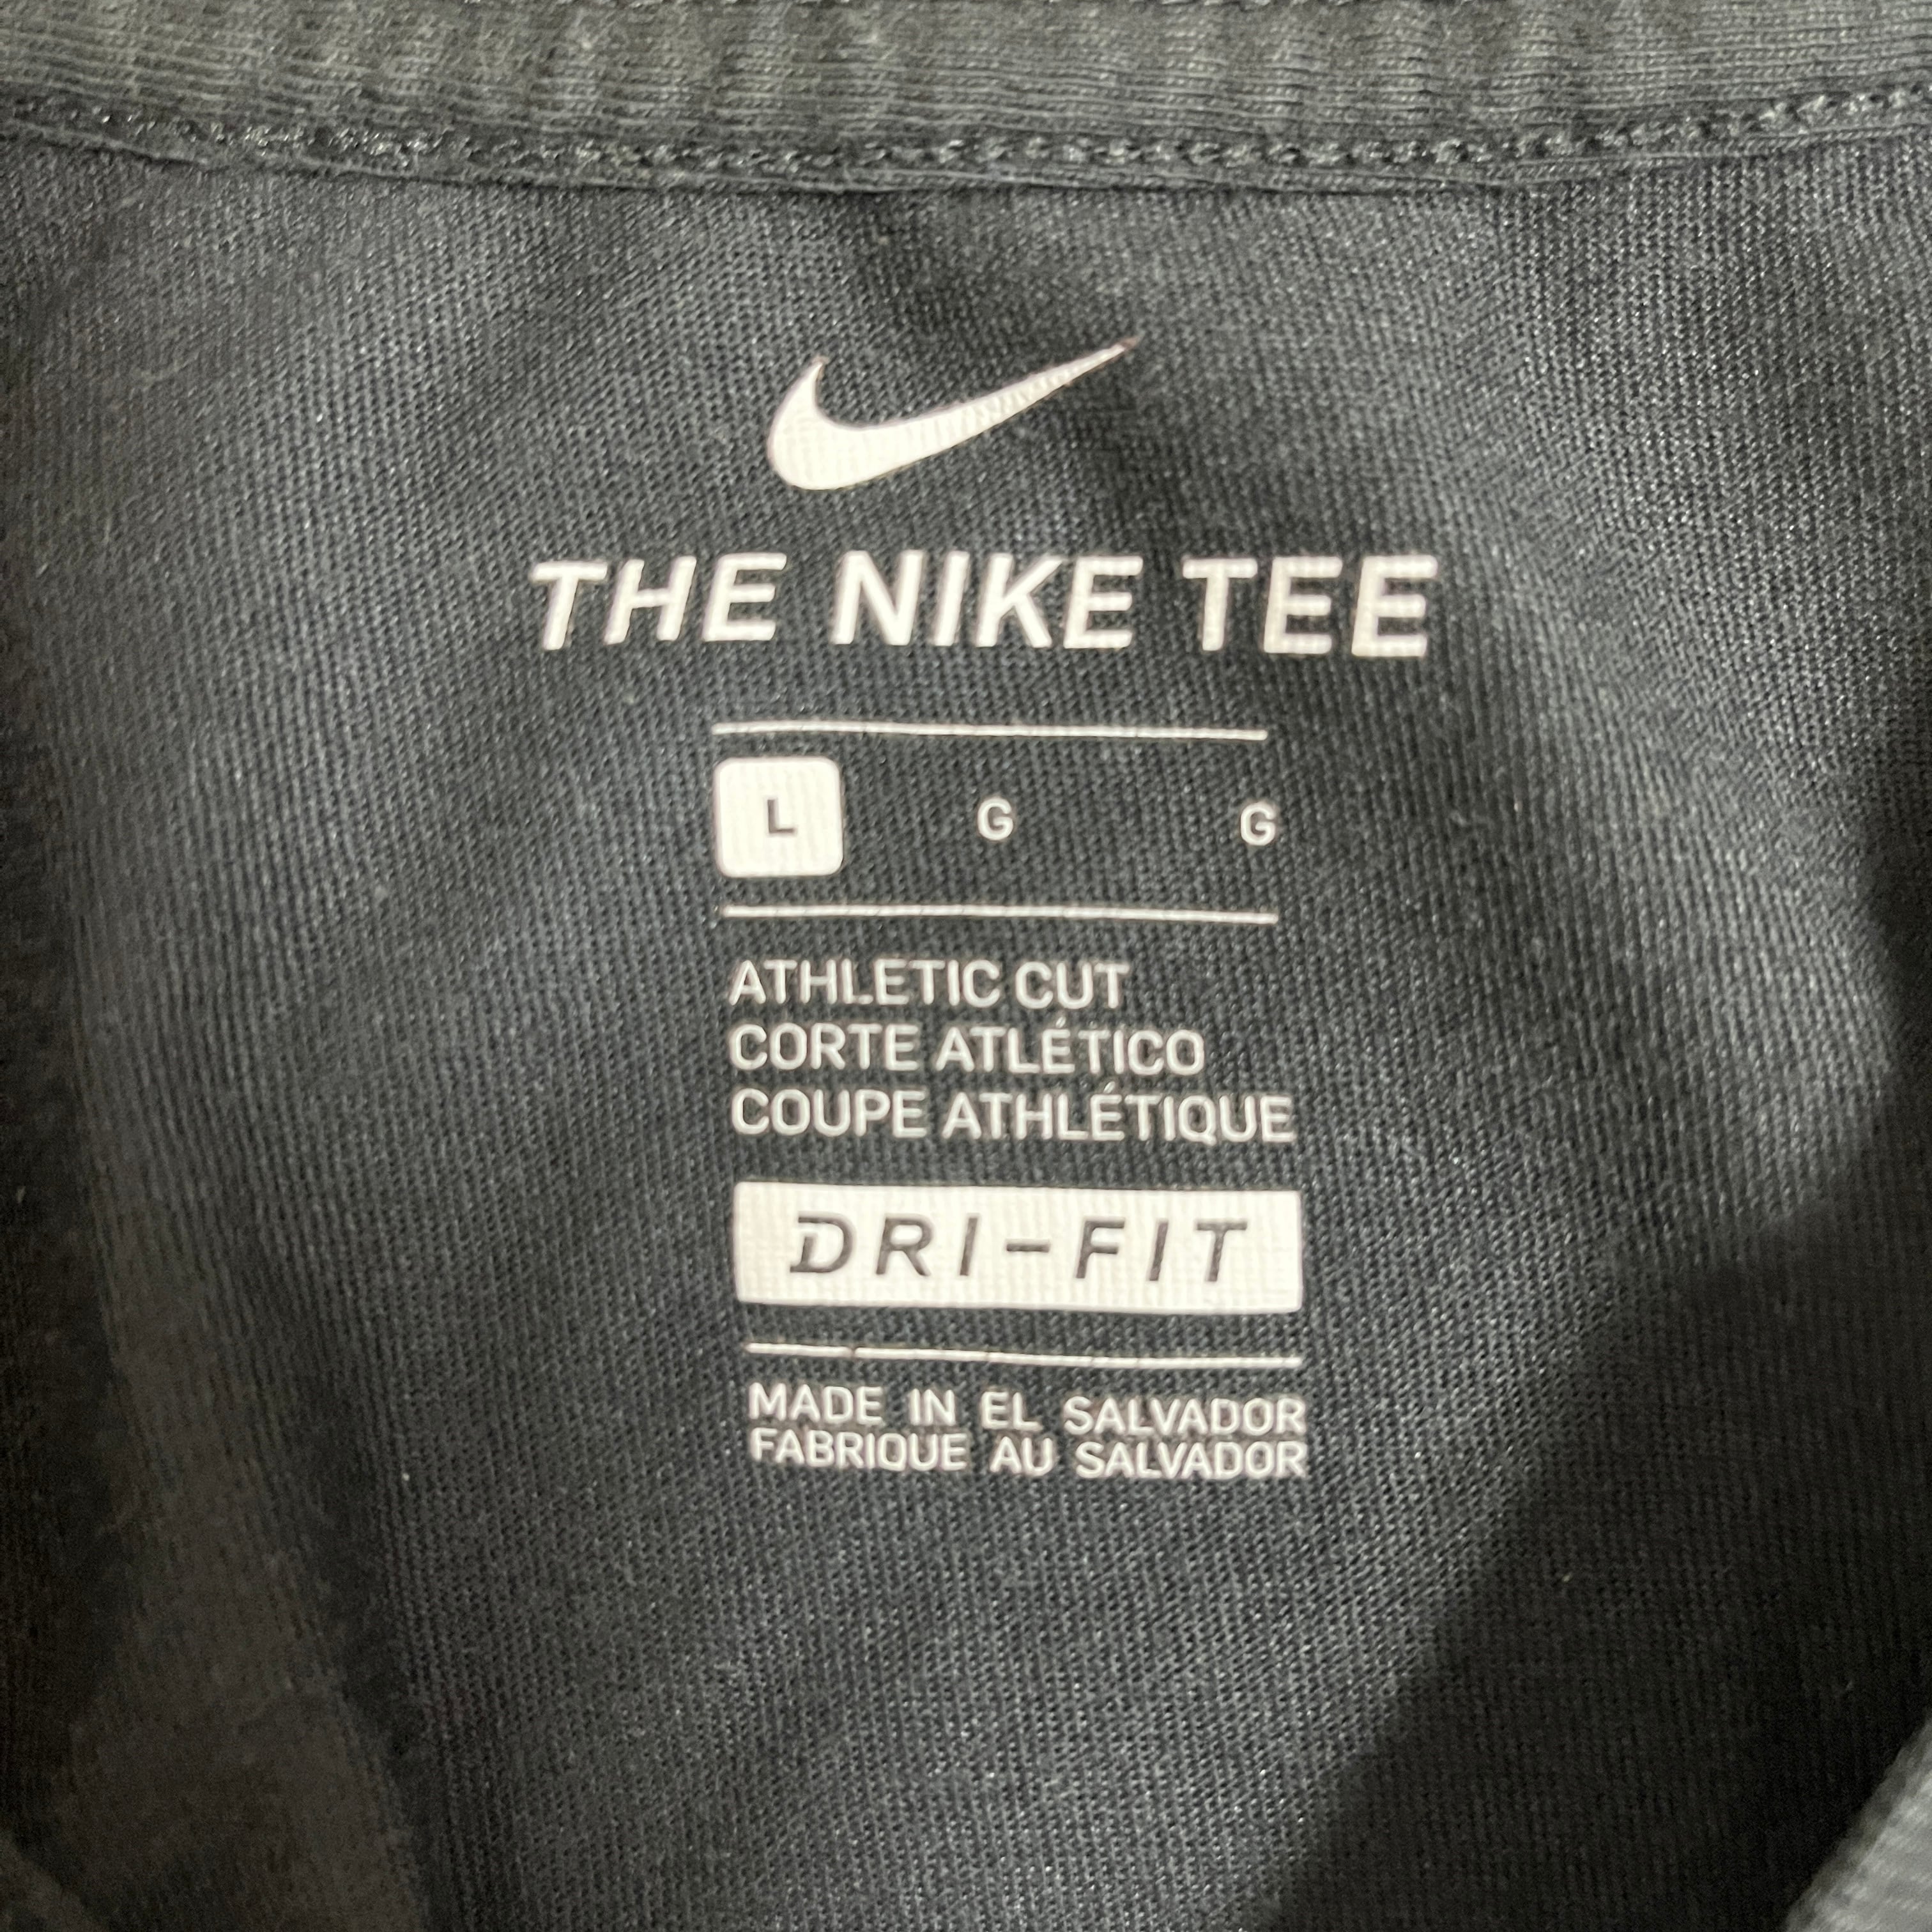 THE NIKE TEE
L G G
ATHLETIC CUT
CORTE ATLÉTICO
COUPE ATHLÉTIQUE
DRI-FIT
MADE IN EL SALVADOR
FABRIQUE AU SALVADOR